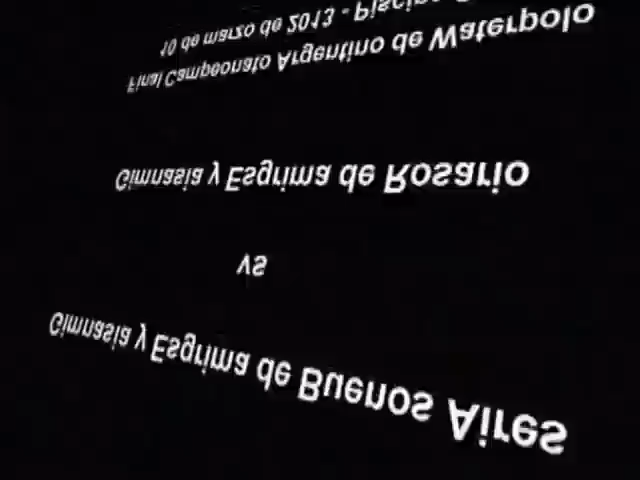 Gimnasia y Esgrima de Buenos Aires
vs
Gimnasia y Esgrima de Rosario
Final Campeonato Argentino de Waterpolo
10 de marzo de 2013 - Piscina